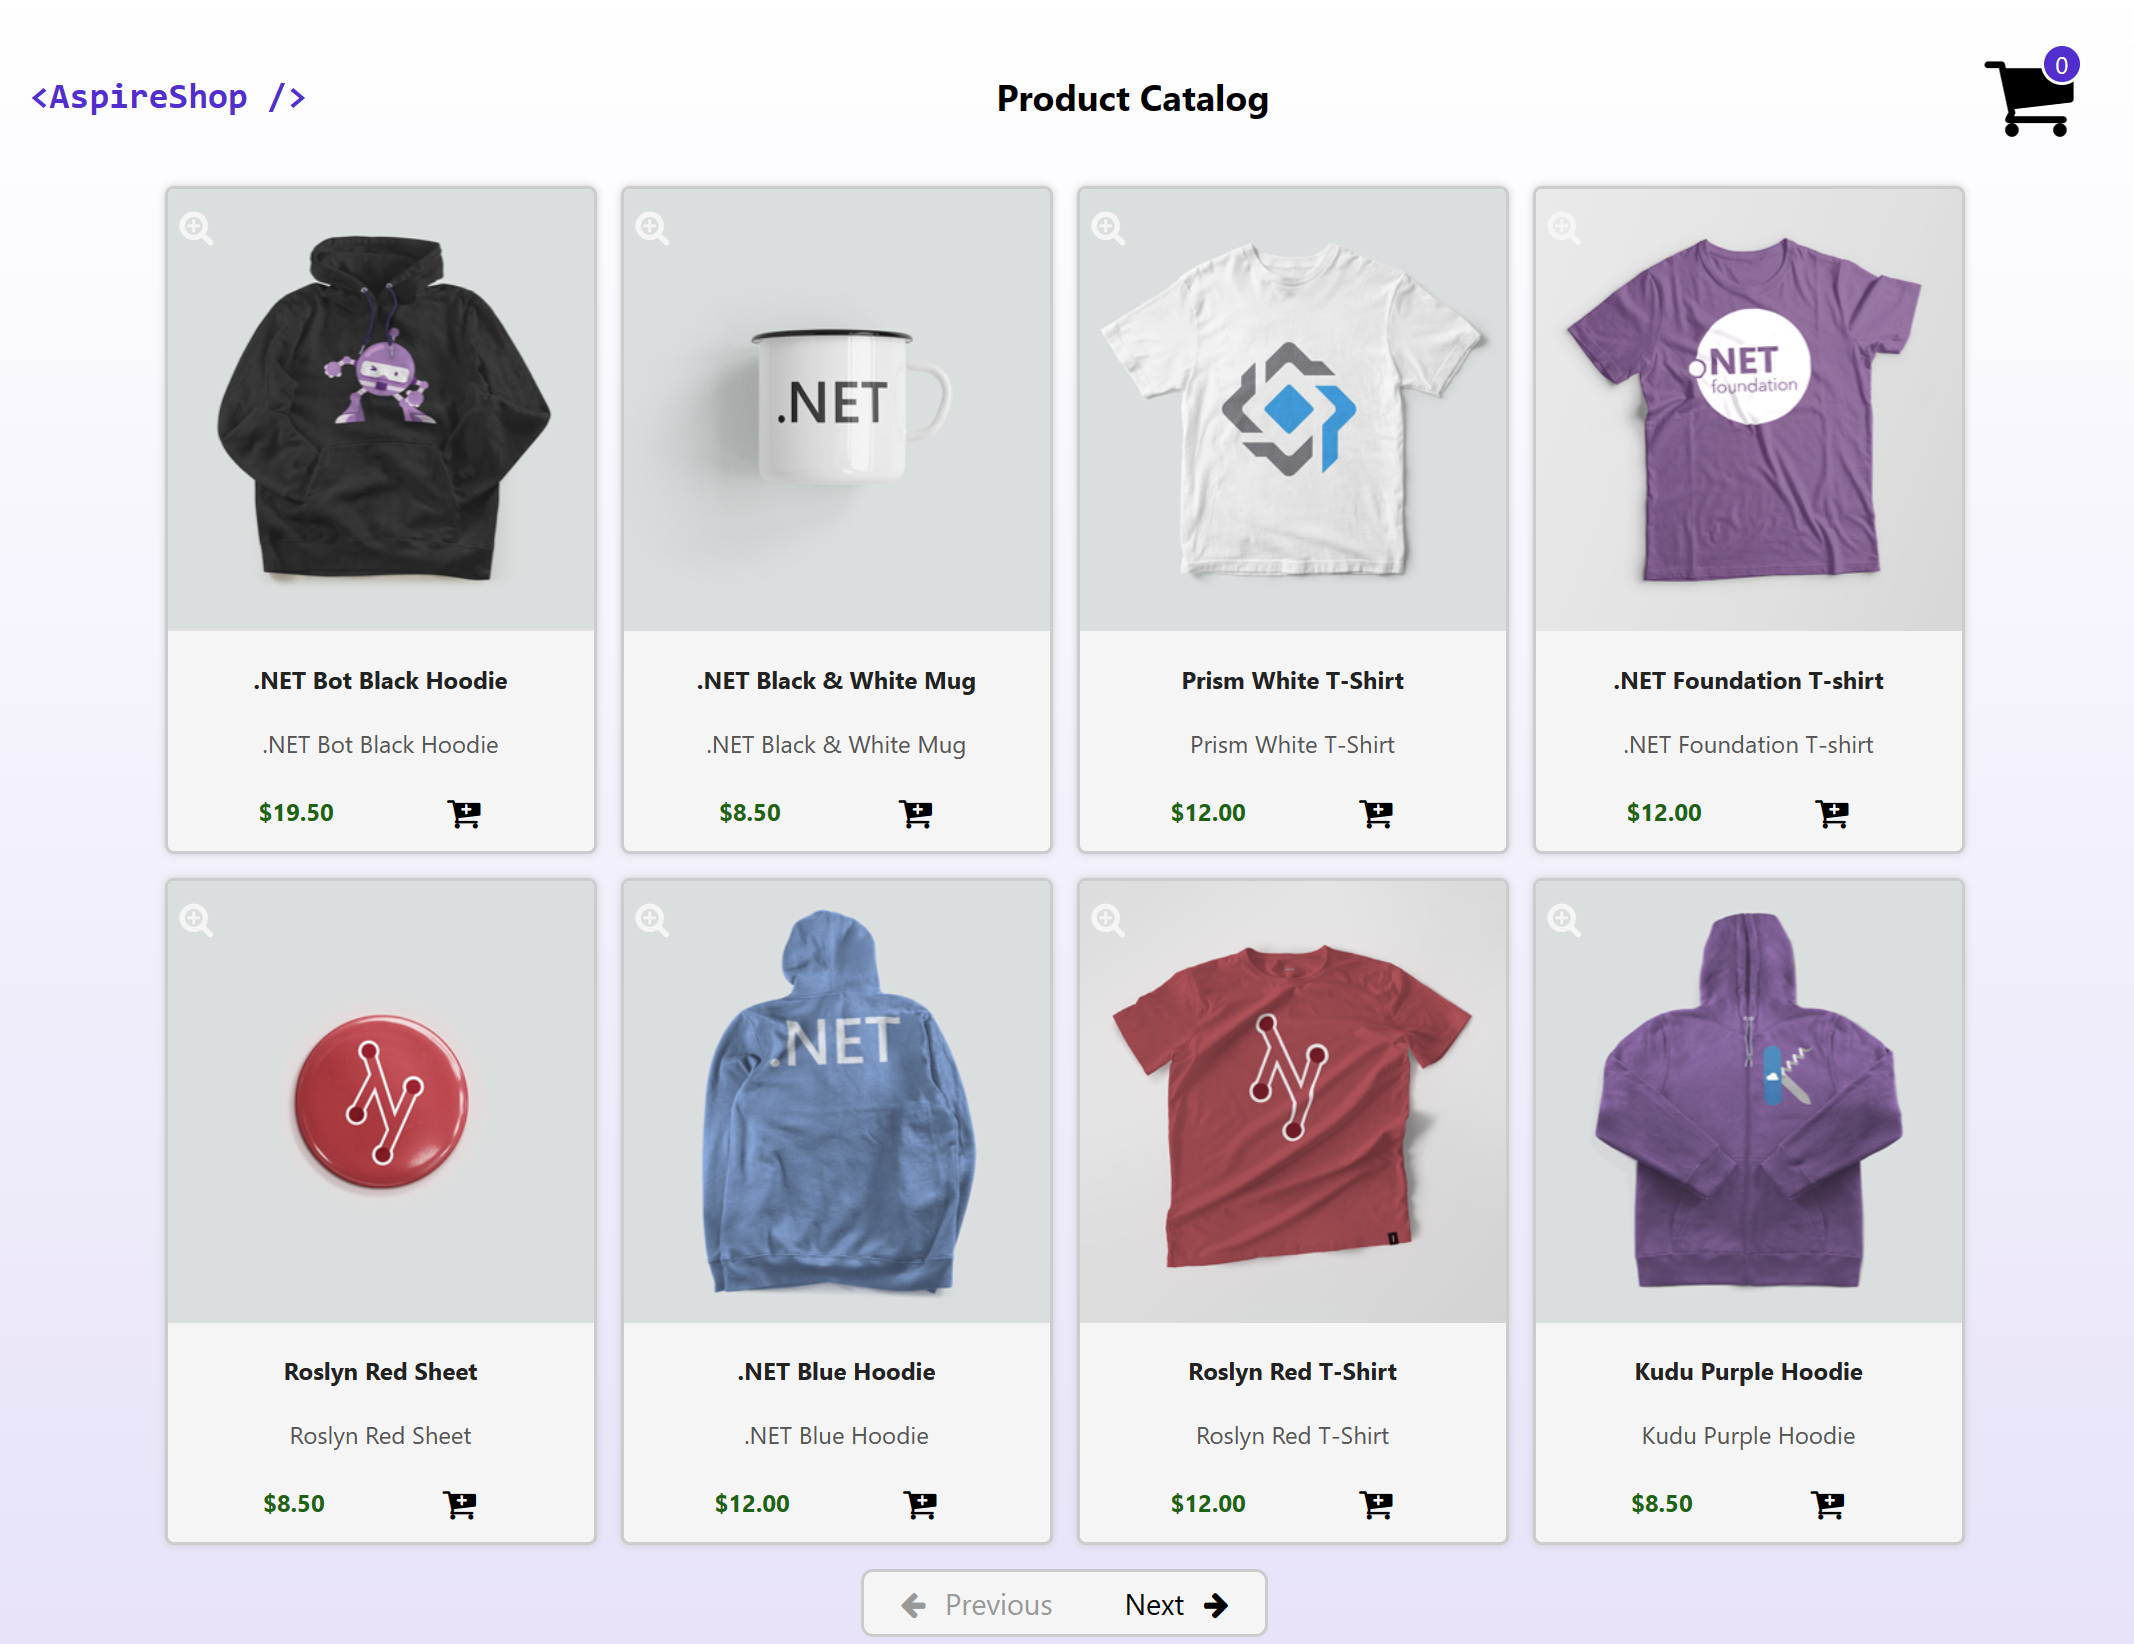 <AspireShop />
Product Catalog
0
.NET
.NET
foundation
.NET Bot Black Hoodie
.NET Black & White Mug
Prism White T-Shirt
.NET Foundation T-shirt
.NET Bot Black Hoodie
.NET Black & White Mug
Prism White T-Shirt
.NET Foundation T-shirt
$19.50
$8.50
$12.00
$12.00
.NET
Roslyn Red Sheet
.NET Blue Hoodie
Roslyn Red T-Shirt
Kudu Purple Hoodie
Roslyn Red Sheet
.NET Blue Hoodie
Roslyn Red T-Shirt
Kudu Purple Hoodie
$8.50
$12.00
$12.00
$8.50
Previous
Next